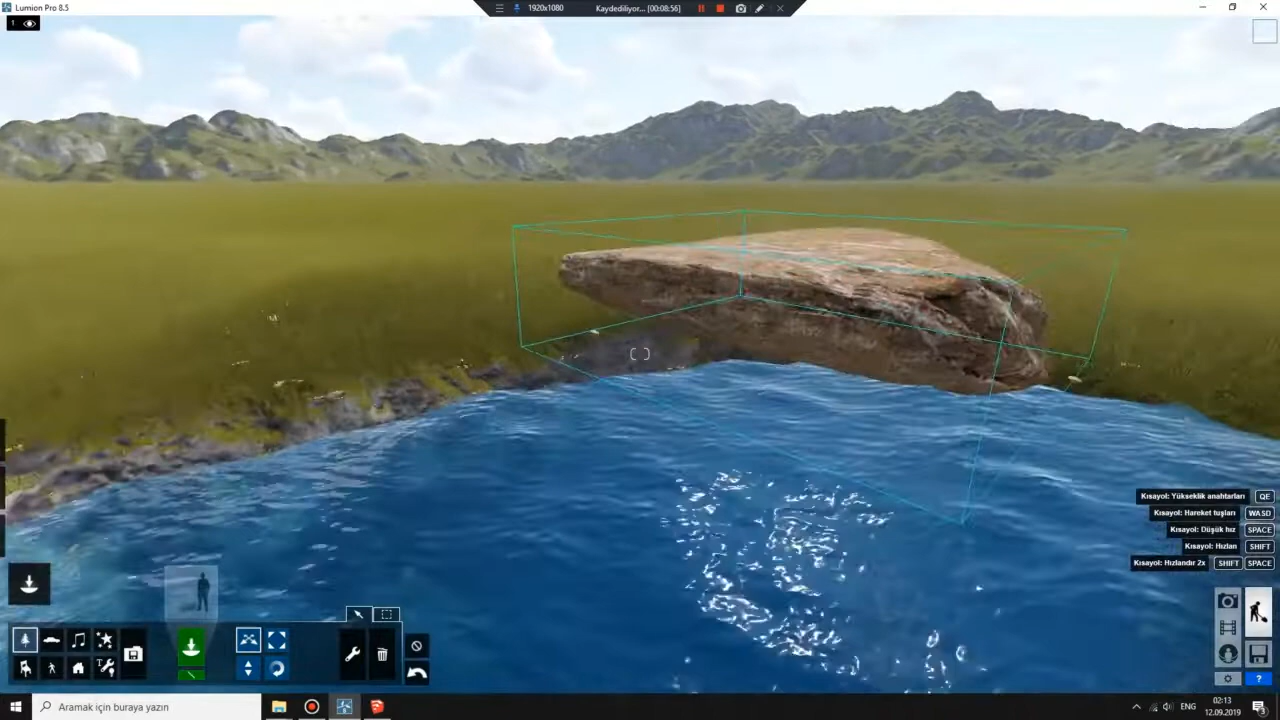 Lumion Pro 8.5
1920x1080
Kaydediliyor... [00:08:56]
1
Kısayol: Yükseklik anahtarları QE
Kısayol: Hareket tuşları WASD
Kısayol: Düşük hız SPACE
Kısayol: Hızlan SHIFT
Kısayol: Hızlandır 2x SHIFT SPACE
?
Aramak için buraya yazın
ENG
02:13
12.09.2019